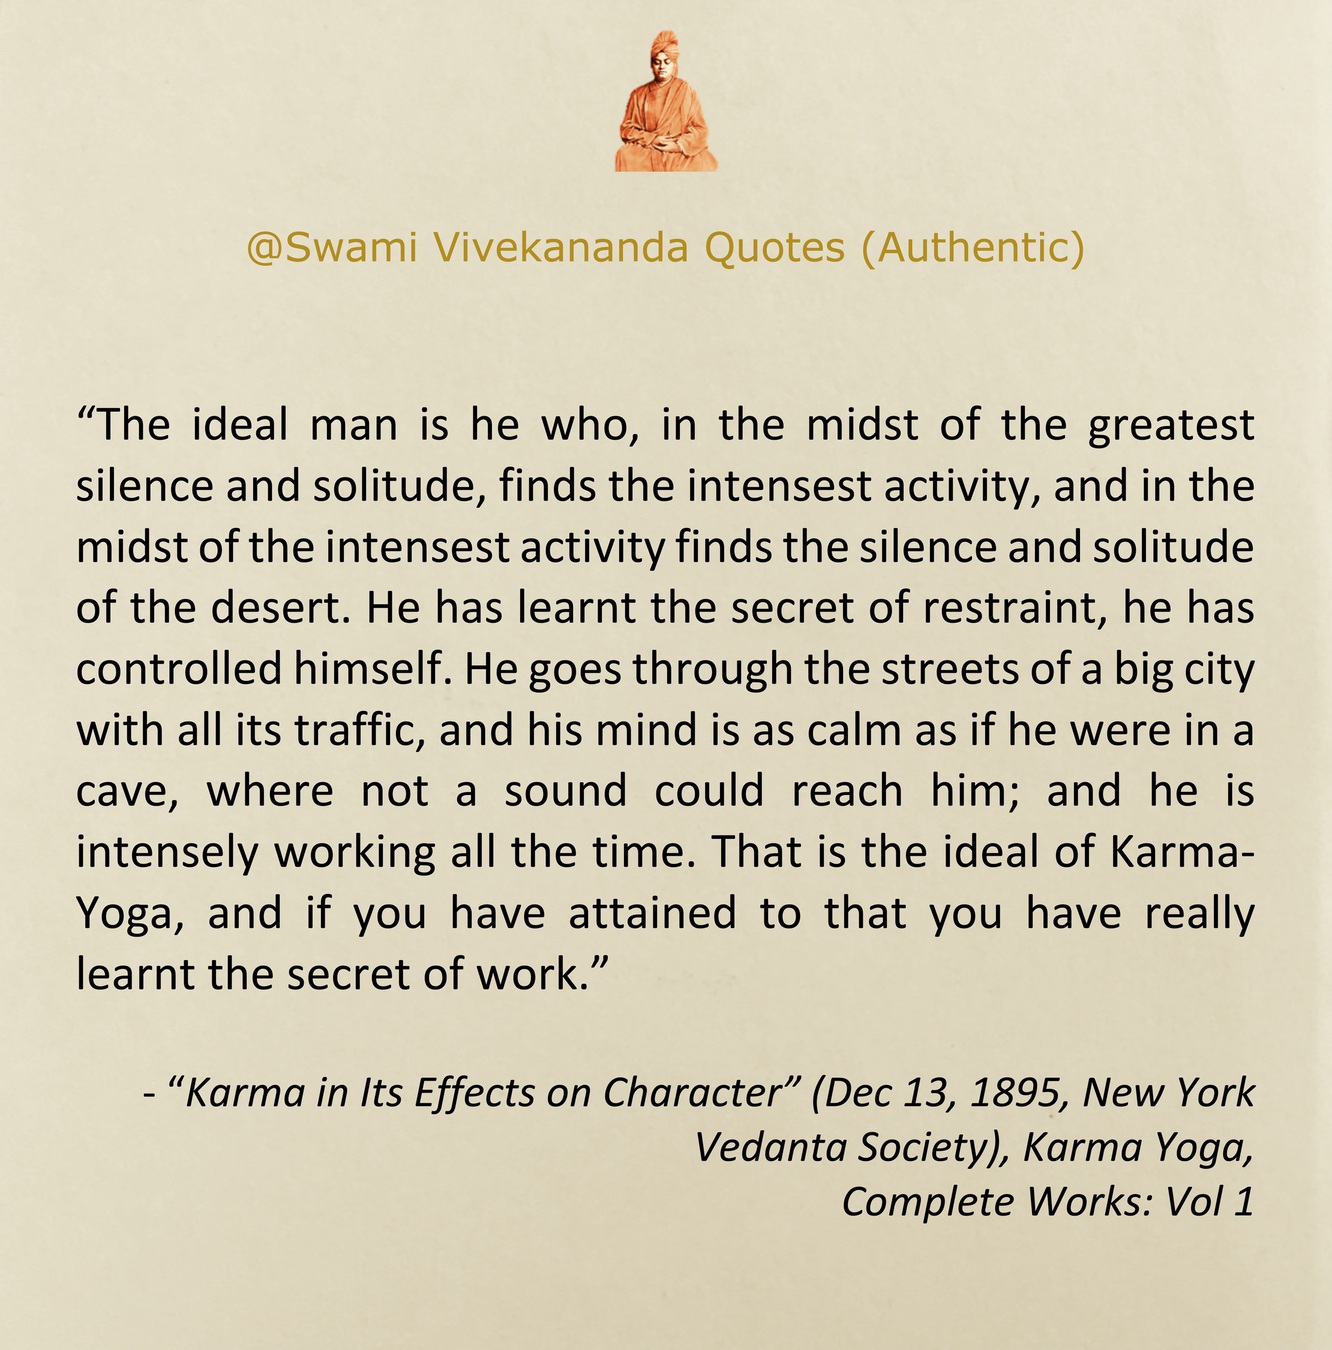 @Swami Vivekananda Quotes (Authentic)
“The ideal man is he who, in the midst of the greatest
silence and solitude, finds the intensest activity, and in the
midst of the intensest activity finds the silence and solitude
of the desert. He has learnt the secret of restraint, he has
controlled himself. He goes through the streets of a big city
with all its traffic, and his mind is as calm as if he were in a
cave, where not a sound could reach him; and he is
intensely working all the time. That is the ideal of Karma-
Yoga, and if you have attained to that you have really
learnt the secret of work.”
- “Karma in Its Effects on Character” (Dec 13, 1895, New York
Vedanta Society), Karma Yoga,
Complete Works: Vol 1